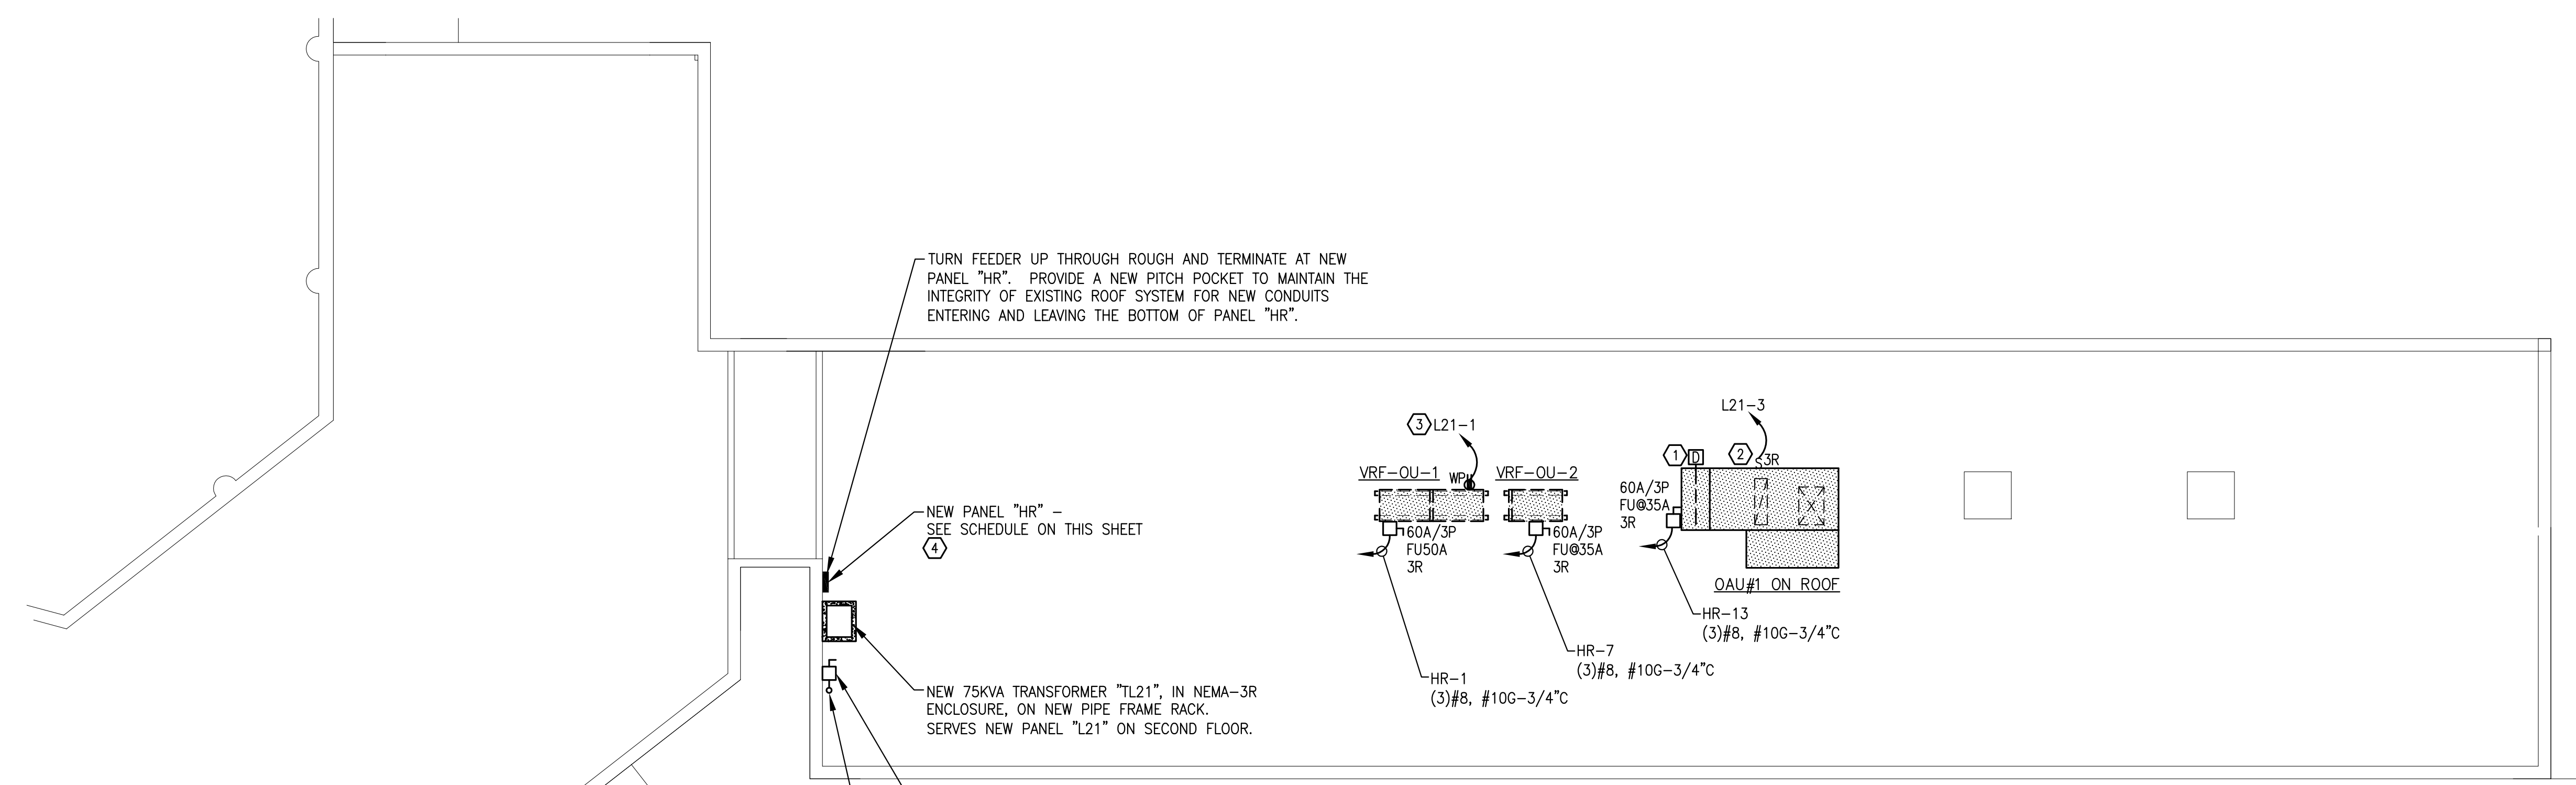 TURN FEEDER UP THROUGH ROUGH AND TERMINATE AT NEW
PANEL "HR". PROVIDE A NEW PITCH POCKET TO MAINTAIN THE
INTEGRITY OF EXISTING ROOF SYSTEM FOR NEW CONDUITS
ENTERING AND LEAVING THE BOTTOM OF PANEL "HR".
NEW PANEL "HR" –
SEE SCHEDULE ON THIS SHEET
4
NEW 75KVA TRANSFORMER "TL21", IN NEMA-3R
ENCLOSURE, ON NEW PIPE FRAME RACK.
SERVES NEW PANEL "L21" ON SECOND FLOOR.
3 L21-1
VRF-OU-1
WP
60A/3P
FU50A
3R
HR-1
(3)#8, #10G-3/4"C
VRF-OU-2
60A/3P
FU@35A
3R
HR-7
(3)#8, #10G-3/4"C
L21-3
1 D
2 S3R
60A/3P
FU@35A
3R
X
OAU#1 ON ROOF
HR-13
(3)#8, #10G-3/4"C